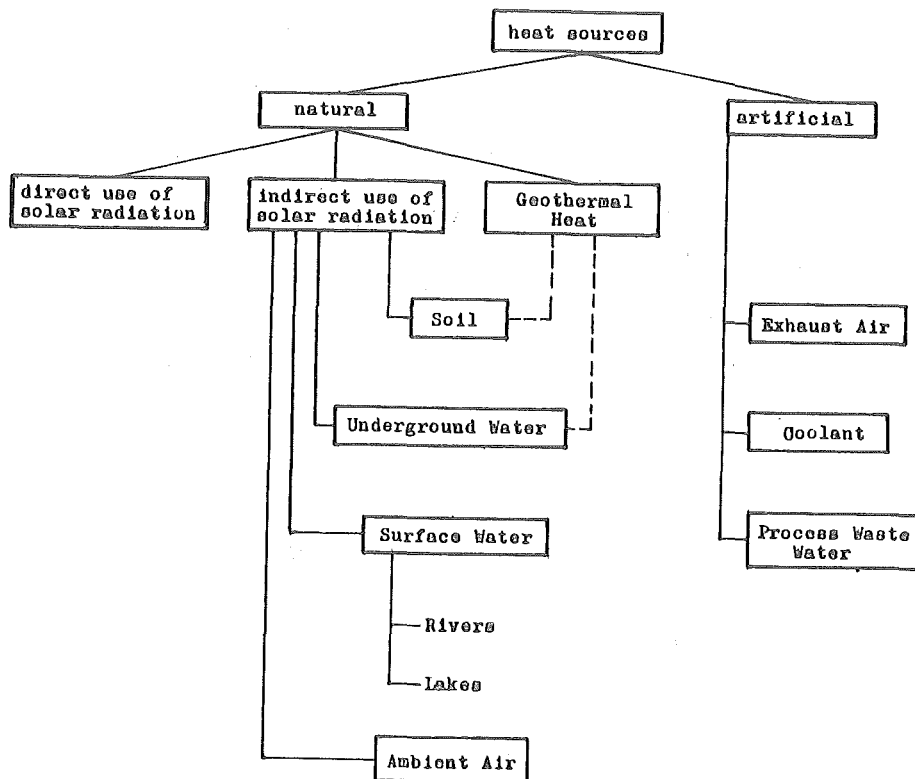 heat sources
natural
artificial
direct use of
solar radiation
indirect use of
solar radiation
Geothermal
Heat
Soil
Exhaust Air
Underground Water
Coolant
Surface Water
Process Waste
Water
Rivers
Lakes
Ambient Air